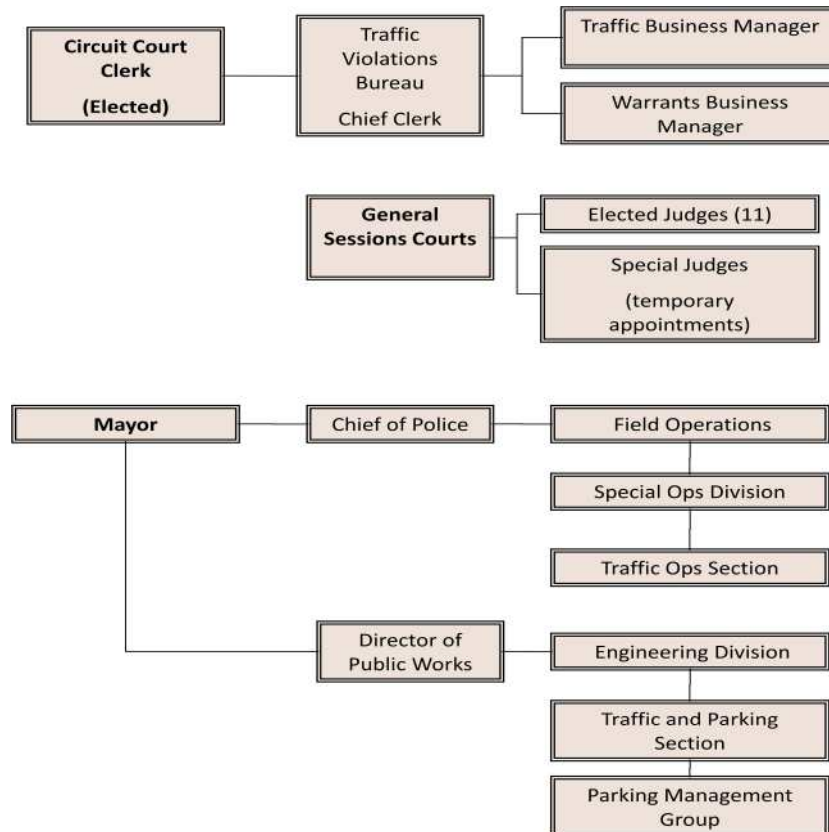 Circuit Court
Clerk
(Elected)
Traffic
Violations
Bureau
Chief Clerk
Traffic Business Manager
Warrants Business
Manager
General
Sessions Courts
Elected Judges (11)
Special Judges
(temporary
appointments)
Mayor
Chief of Police
Field Operations
Special Ops Division
Traffic Ops Section
Director of
Public Works
Engineering Division
Traffic and Parking
Section
Parking Management
Group